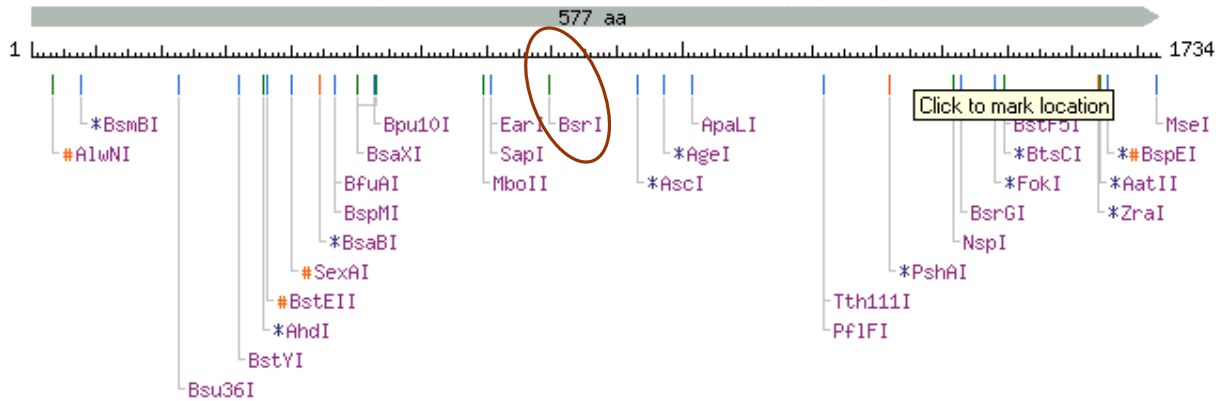 577 aa
1 1734
Click to mark location
*BsmBI Bpu10I EarI BsrI ApaLI BstF5I MseI
#AlwNI BsaXI SapI *AgeI *BtsCI *#BspEI
BfuAI MboII *AscI *FokI *AatII
BspMI BsrGI *ZraI
*BsaBI NspI
#SexAI *PshAI
#BstEII Tth111I
*AhdI PflFI
BstYI
Bsu36I